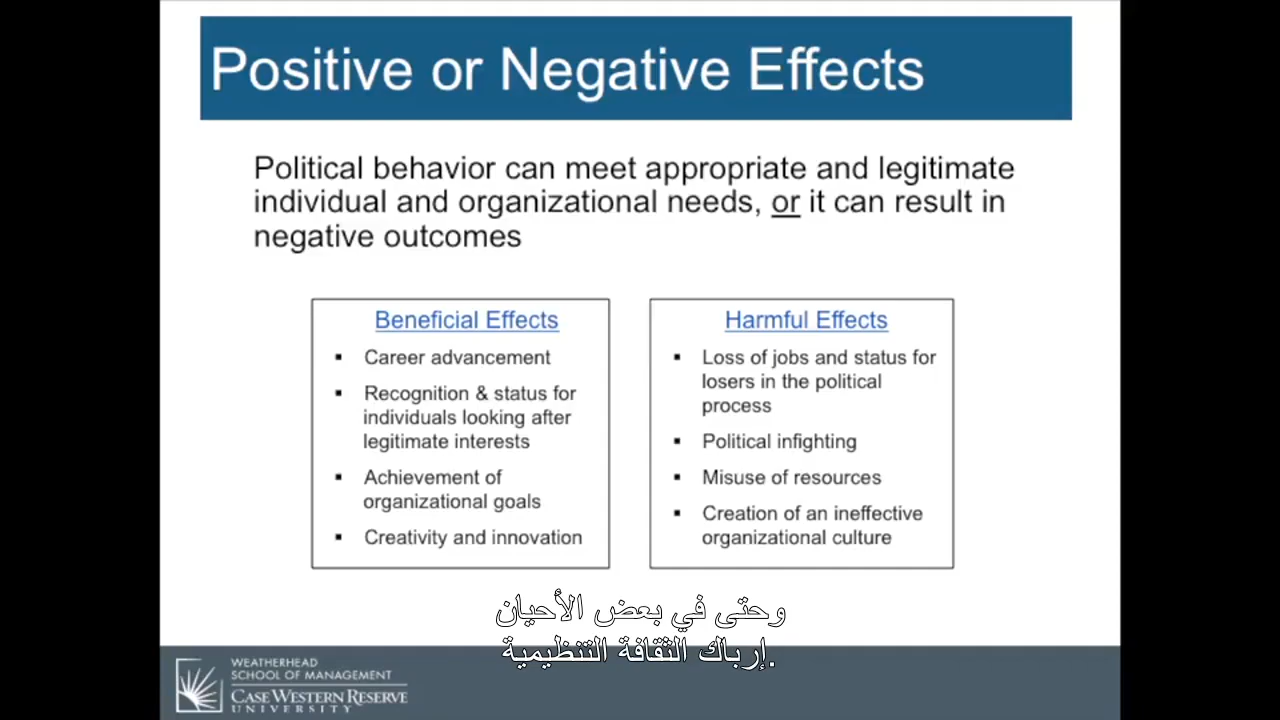 Positive or Negative Effects
Political behavior can meet appropriate and legitimate
individual and organizational needs, or it can result in
negative outcomes
Beneficial Effects
▪ Career advancement
▪ Recognition & status for
individuals looking after
legitimate interests
▪ Achievement of
organizational goals
▪ Creativity and innovation
Harmful Effects
▪ Loss of jobs and status for
losers in the political
process
▪ Political infighting
▪ Misuse of resources
▪ Creation of an ineffective
organizational culture
وحتى في بعض الأحيان
إرباك الثقافة التنظيمية.
WEATHERHEAD
SCHOOL OF MANAGEMENT
CASE WESTERN RESERVE
UNIVERSITY